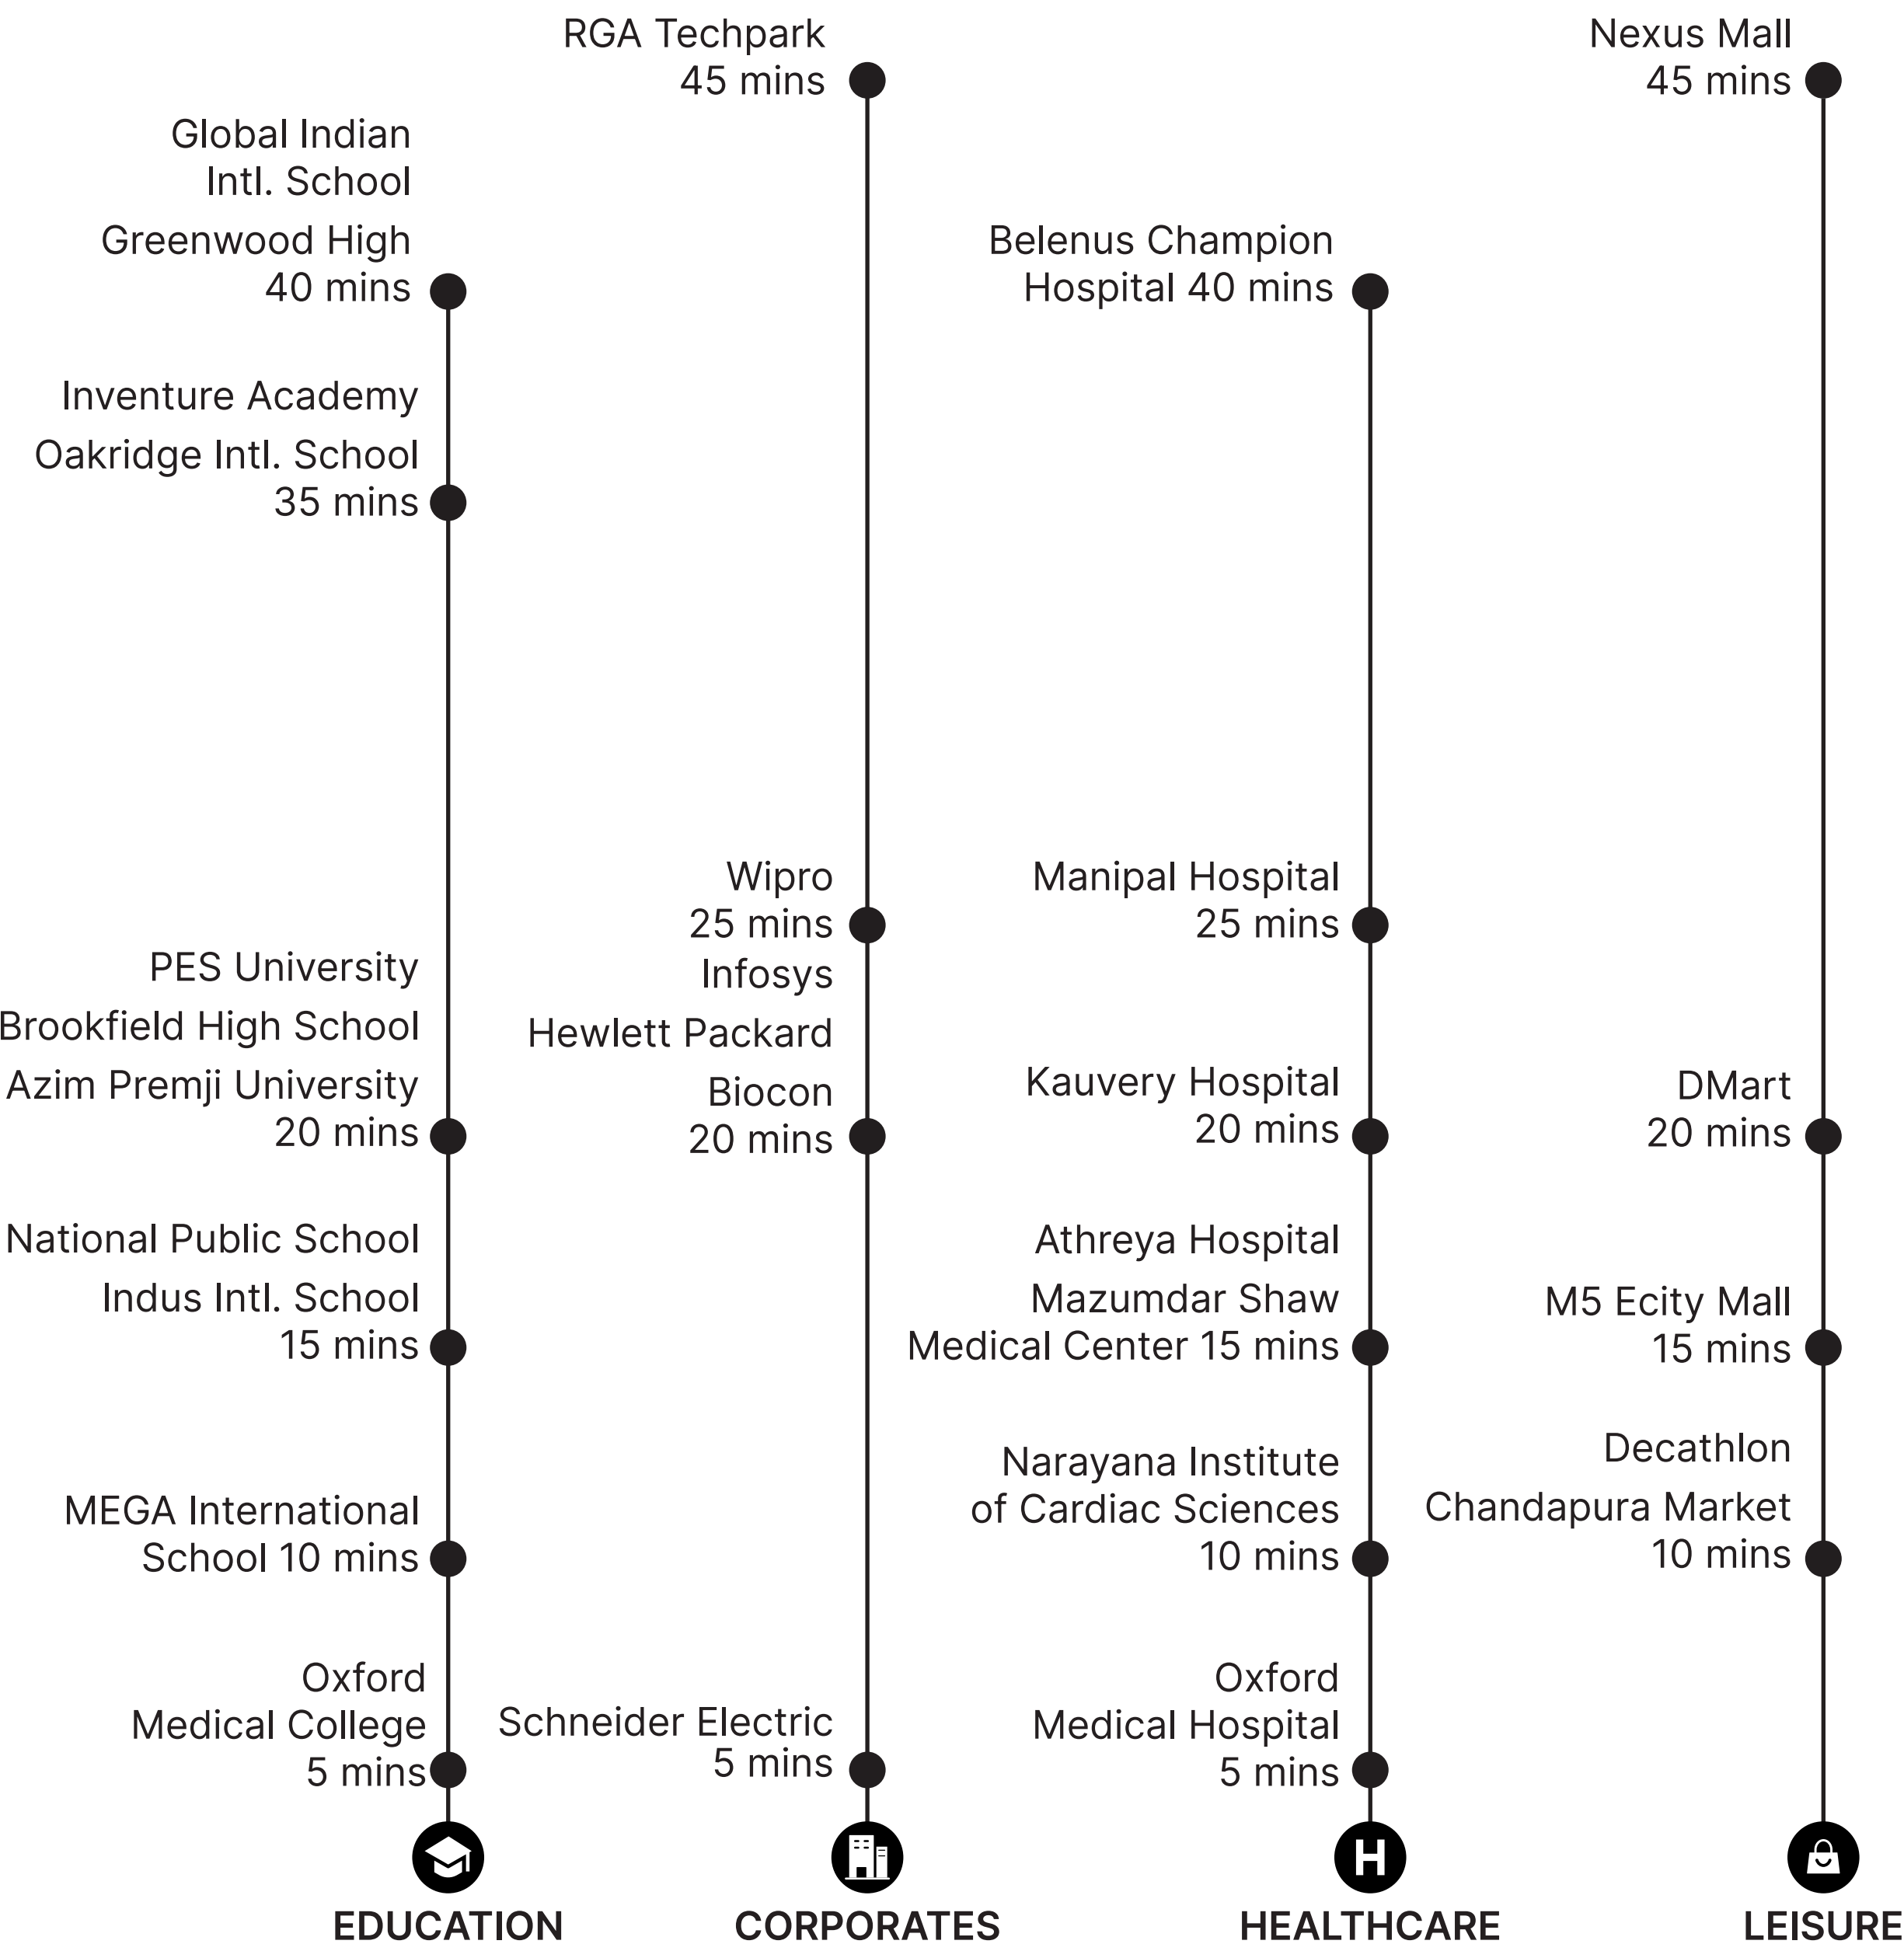 Global Indian
Intl. School
Greenwood High
40 mins
Inventure Academy
Oakridge Intl. School
35 mins
PES University
Brookfield High School
Azim Premji University
20 mins
National Public School
Indus Intl. School
15 mins
MEGA International
School 10 mins
Oxford
Medical College
5 mins
EDUCATION
RGA Techpark
45 mins
Wipro
25 mins
Infosys
Hewlett Packard
Biocon
20 mins
Schneider Electric
5 mins
CORPORATES
Belenus Champion
Hospital 40 mins
Manipal Hospital
25 mins
Kauvery Hospital
20 mins
Athreya Hospital
Mazumdar Shaw
Medical Center 15 mins
Narayana Institute
of Cardiac Sciences
10 mins
Oxford
Medical Hospital
5 mins
H
HEALTHCARE
Nexus Mall
45 mins
DMart
20 mins
M5 Ecity Mall
15 mins
Decathlon
Chandapura Market
10 mins
LEISURE